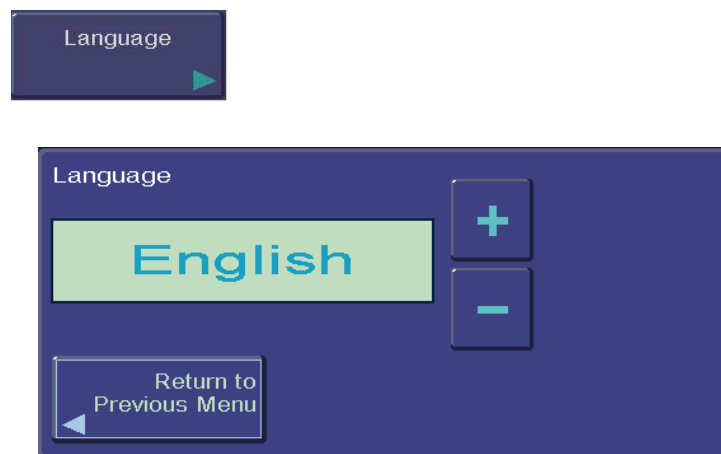 Language
Language
English
+
−
Return to
Previous Menu